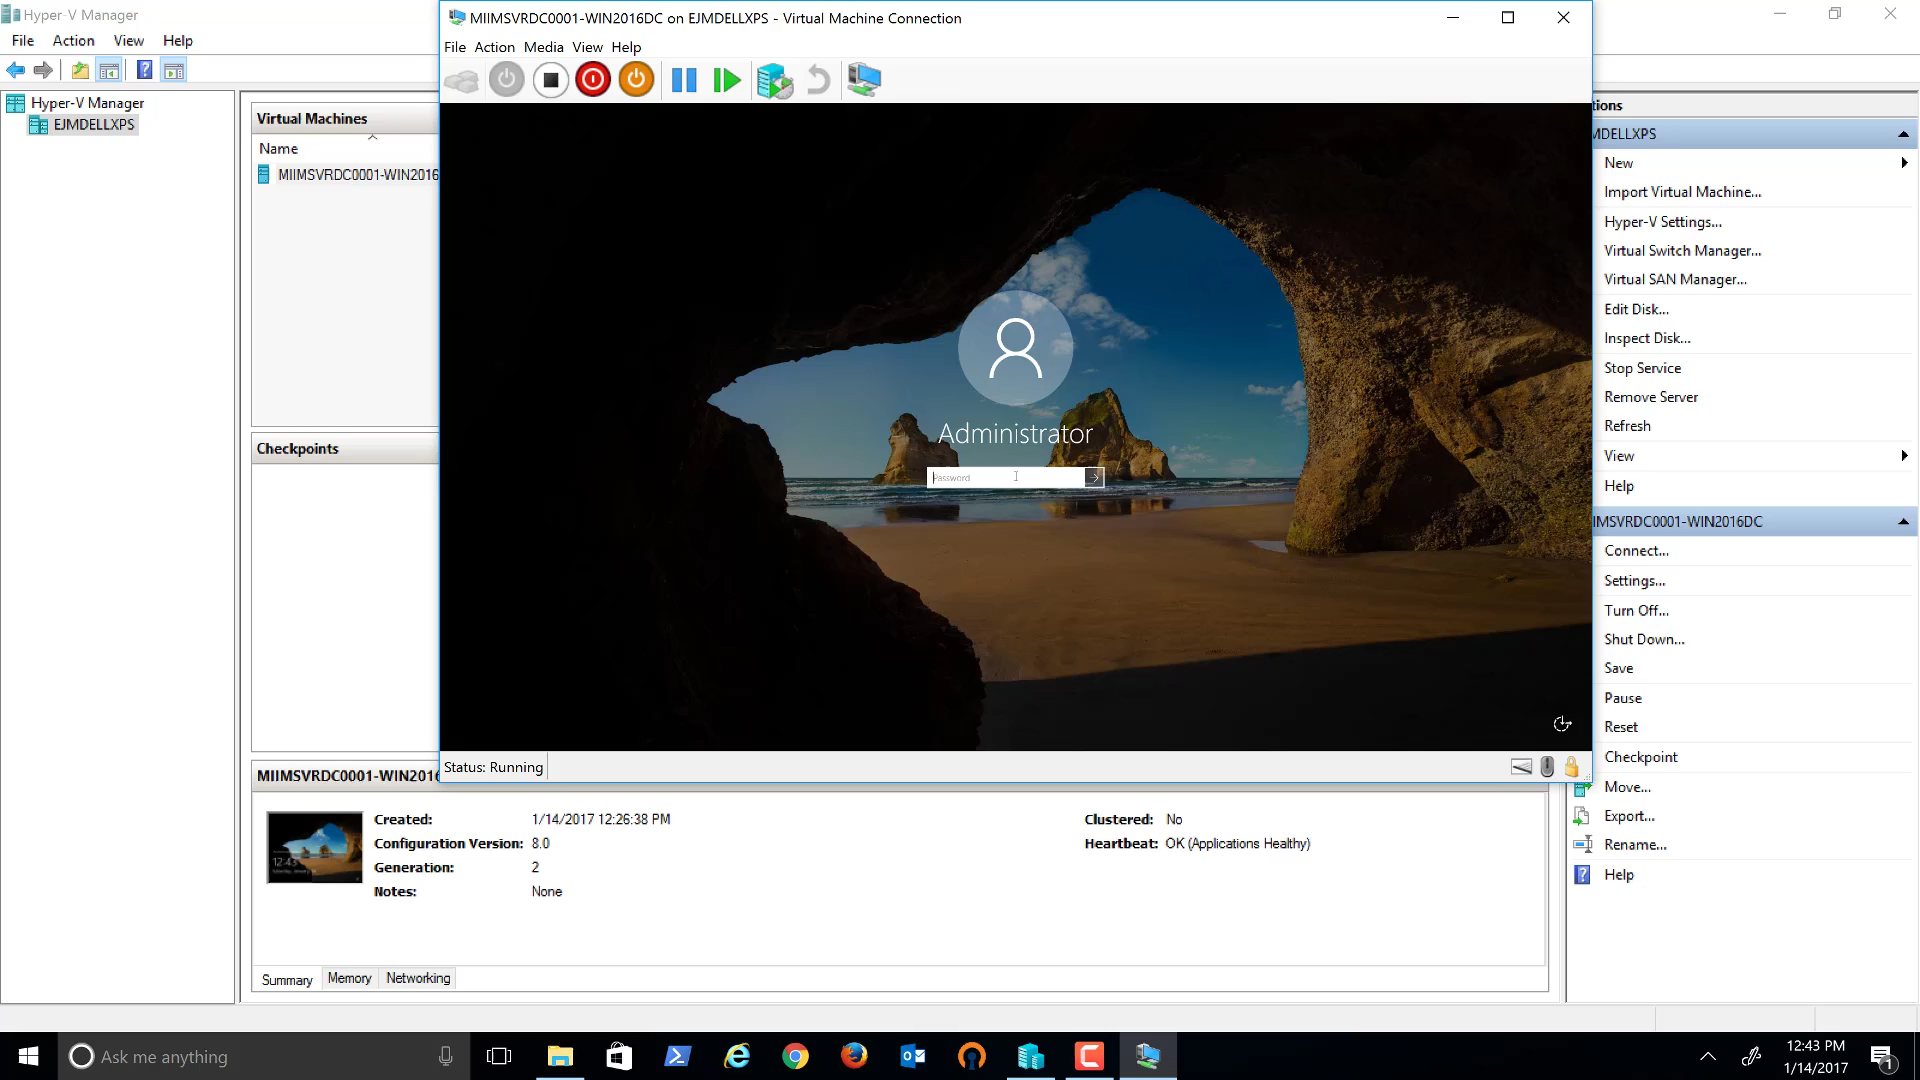 Hyper-V Manager
File Action View Help
Hyper-V Manager
EJMDELLXPS
Virtual Machines
Name
MIIMSVRDC0001-WIN2016
Checkpoints
MIIMSVRDC0001-WIN2016DC on EJMDELLXPS - Virtual Machine Connection
File Action Media View Help
Administrator
Password
Status: Running
tions
MDELLXPS
New
Import Virtual Machine...
Hyper-V Settings...
Virtual Switch Manager...
Virtual SAN Manager...
Edit Disk...
Inspect Disk...
Stop Service
Remove Server
Refresh
View
Help
IMSVRDC0001-WIN2016DC
Connect...
Settings...
Turn Off...
Shut Down...
Save
Pause
Reset
Checkpoint
Move...
Export...
Rename...
Help
MIIMSVRDC0001-WIN2016
12:43
Created: 1/14/2017 12:26:38 PM
Configuration Version: 8.0
Generation: 2
Notes: None
Clustered: No
Heartbeat: OK (Applications Healthy)
Summary Memory Networking
Ask me anything
12:43 PM
1/14/2017
1